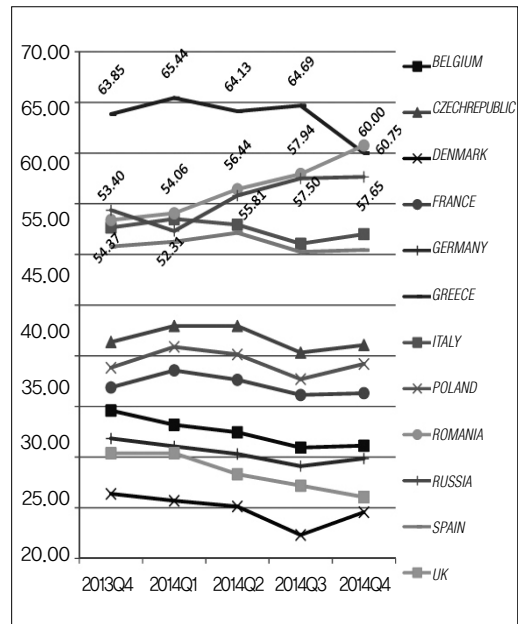 70.00
65.00
60.00
55.00
45.00
40.00
35.00
30.00
25.00
20.00
63.85
65.44
64.13
64.69
60.00
60.75
53.40
54.06
56.44
57.94
54.37
52.31
55.81
57.50
57.65
2013Q4 2014Q1 2014Q2 2014Q3 2014Q4
BELGIUM
CZECHREPUBLIC
DENMARK
FRANCE
GERMANY
GREECE
ITALY
POLAND
ROMANIA
RUSSIA
SPAIN
UK